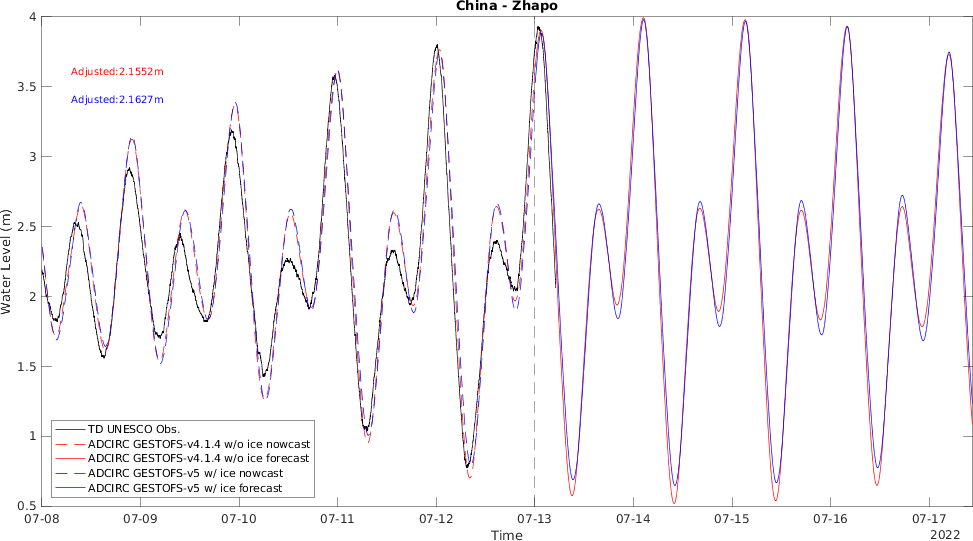 China - Zhapo
Adjusted:2.1552m
Adjusted:2.1627m
4
3.5
3
2.5
2
1.5
1
0.5
Water Level (m)
TD UNESCO Obs.
ADCIRC GESTOFS-v4.1.4 w/o ice nowcast
ADCIRC GESTOFS-v4.1.4 w/o ice forecast
ADCIRC GESTOFS-v5 w/ ice nowcast
ADCIRC GESTOFS-v5 w/ ice forecast
07-08 07-09 07-10 07-11 07-12 07-13 07-14 07-15 07-16 07-17
Time
2022